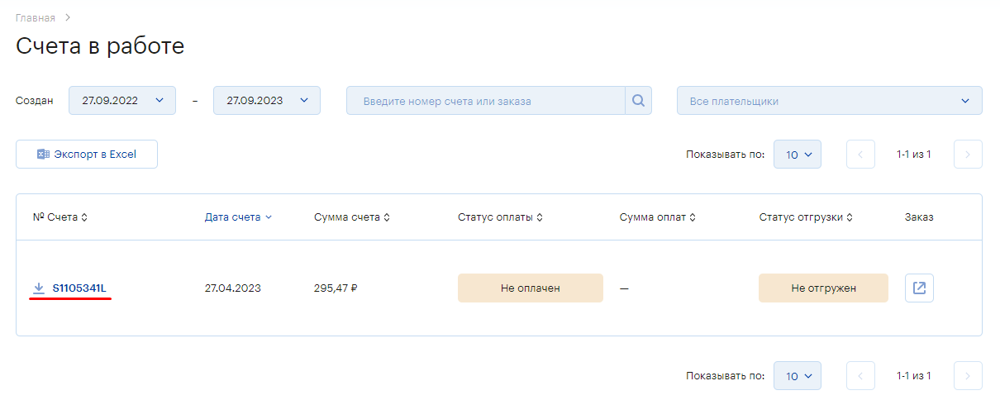 Главная
Счета в работе
Создан 27.09.2022 – 27.09.2023 Введите номер счета или заказа Все плательщики
Экспорт в Excel Показывать по: 10 1-1 из 1
№ Счета Дата счета Сумма счета Статус оплаты Сумма оплат Статус отгрузки Заказ
S1105341L 27.04.2023 295,47 ₽ Не оплачен — Не отгружен
Показывать по: 10 1-1 из 1